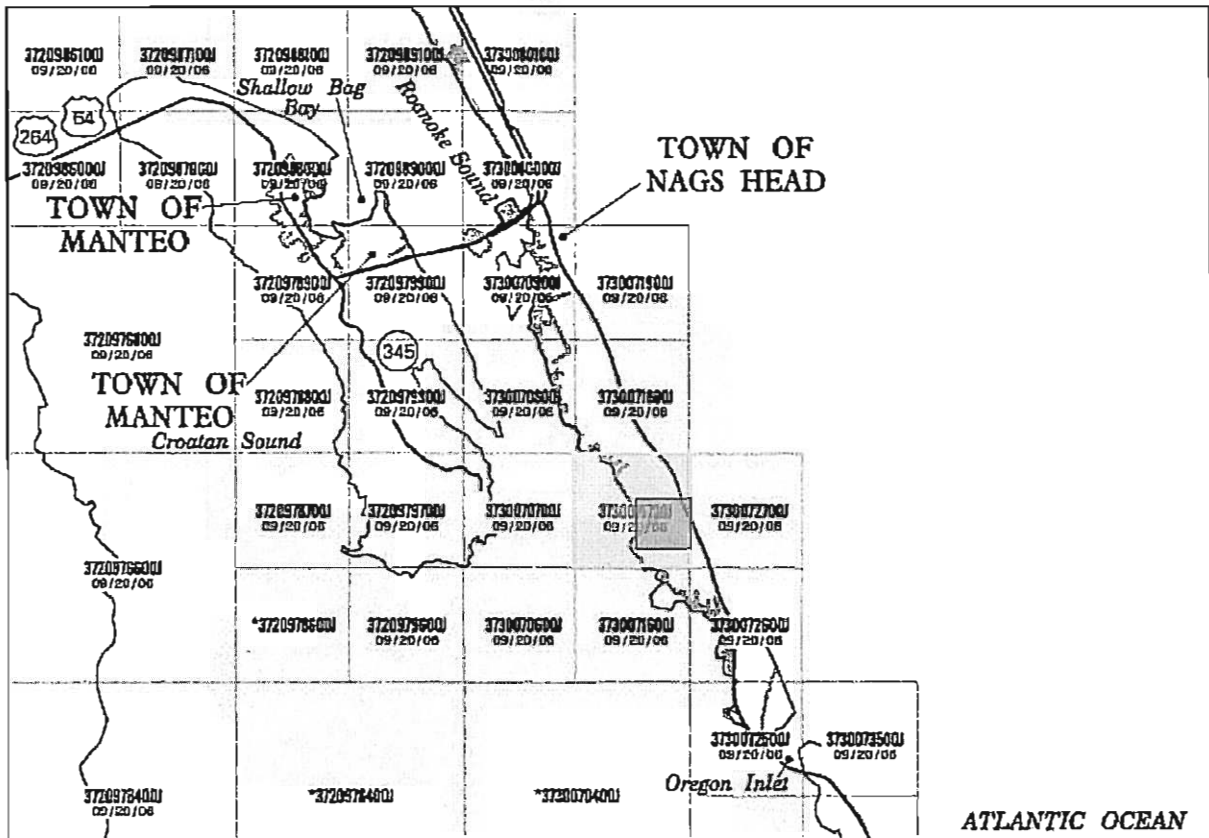 3720986100J 3720987100J 3720988100J 3720989100J 3730080100J
09/20/06 09/20/06 09/20/06 09/20/06 09/20/06
Shallow Bag
Bay
Roanoke Sound
64
264
TOWN OF
NAGS HEAD
3720986000J 3720987000J 3720988000J 3720989000J 3730080000J
09/20/06 09/20/06 09/20/06 09/20/06 09/20/06
TOWN OF
MANTEO
3720978900J 3720979900J 3730070900J 3730071900J
09/20/06 09/20/06 09/20/06 09/20/06
3720976800J
09/20/06
345
TOWN OF
MANTEO
3720978800J 3720979800J 3730070800J 3730071800J
09/20/06 09/20/06 09/20/06 09/20/06
Croatan Sound
3720978700J 3720979700J 3730070700J 3730072700J
09/20/06 09/20/06 09/20/06 09/20/06 09/20/06
3720976600J
09/20/06
*3720978600J 3720979600J 3730070600J 3730071600J 3730072600J
09/20/06 09/20/06 09/20/06 09/20/06
3730072500J 3730073500J
09/20/06 09/20/06
Oregon Inlet
3720976400J *3720978400J *3730070400J
09/20/06
ATLANTIC OCEAN